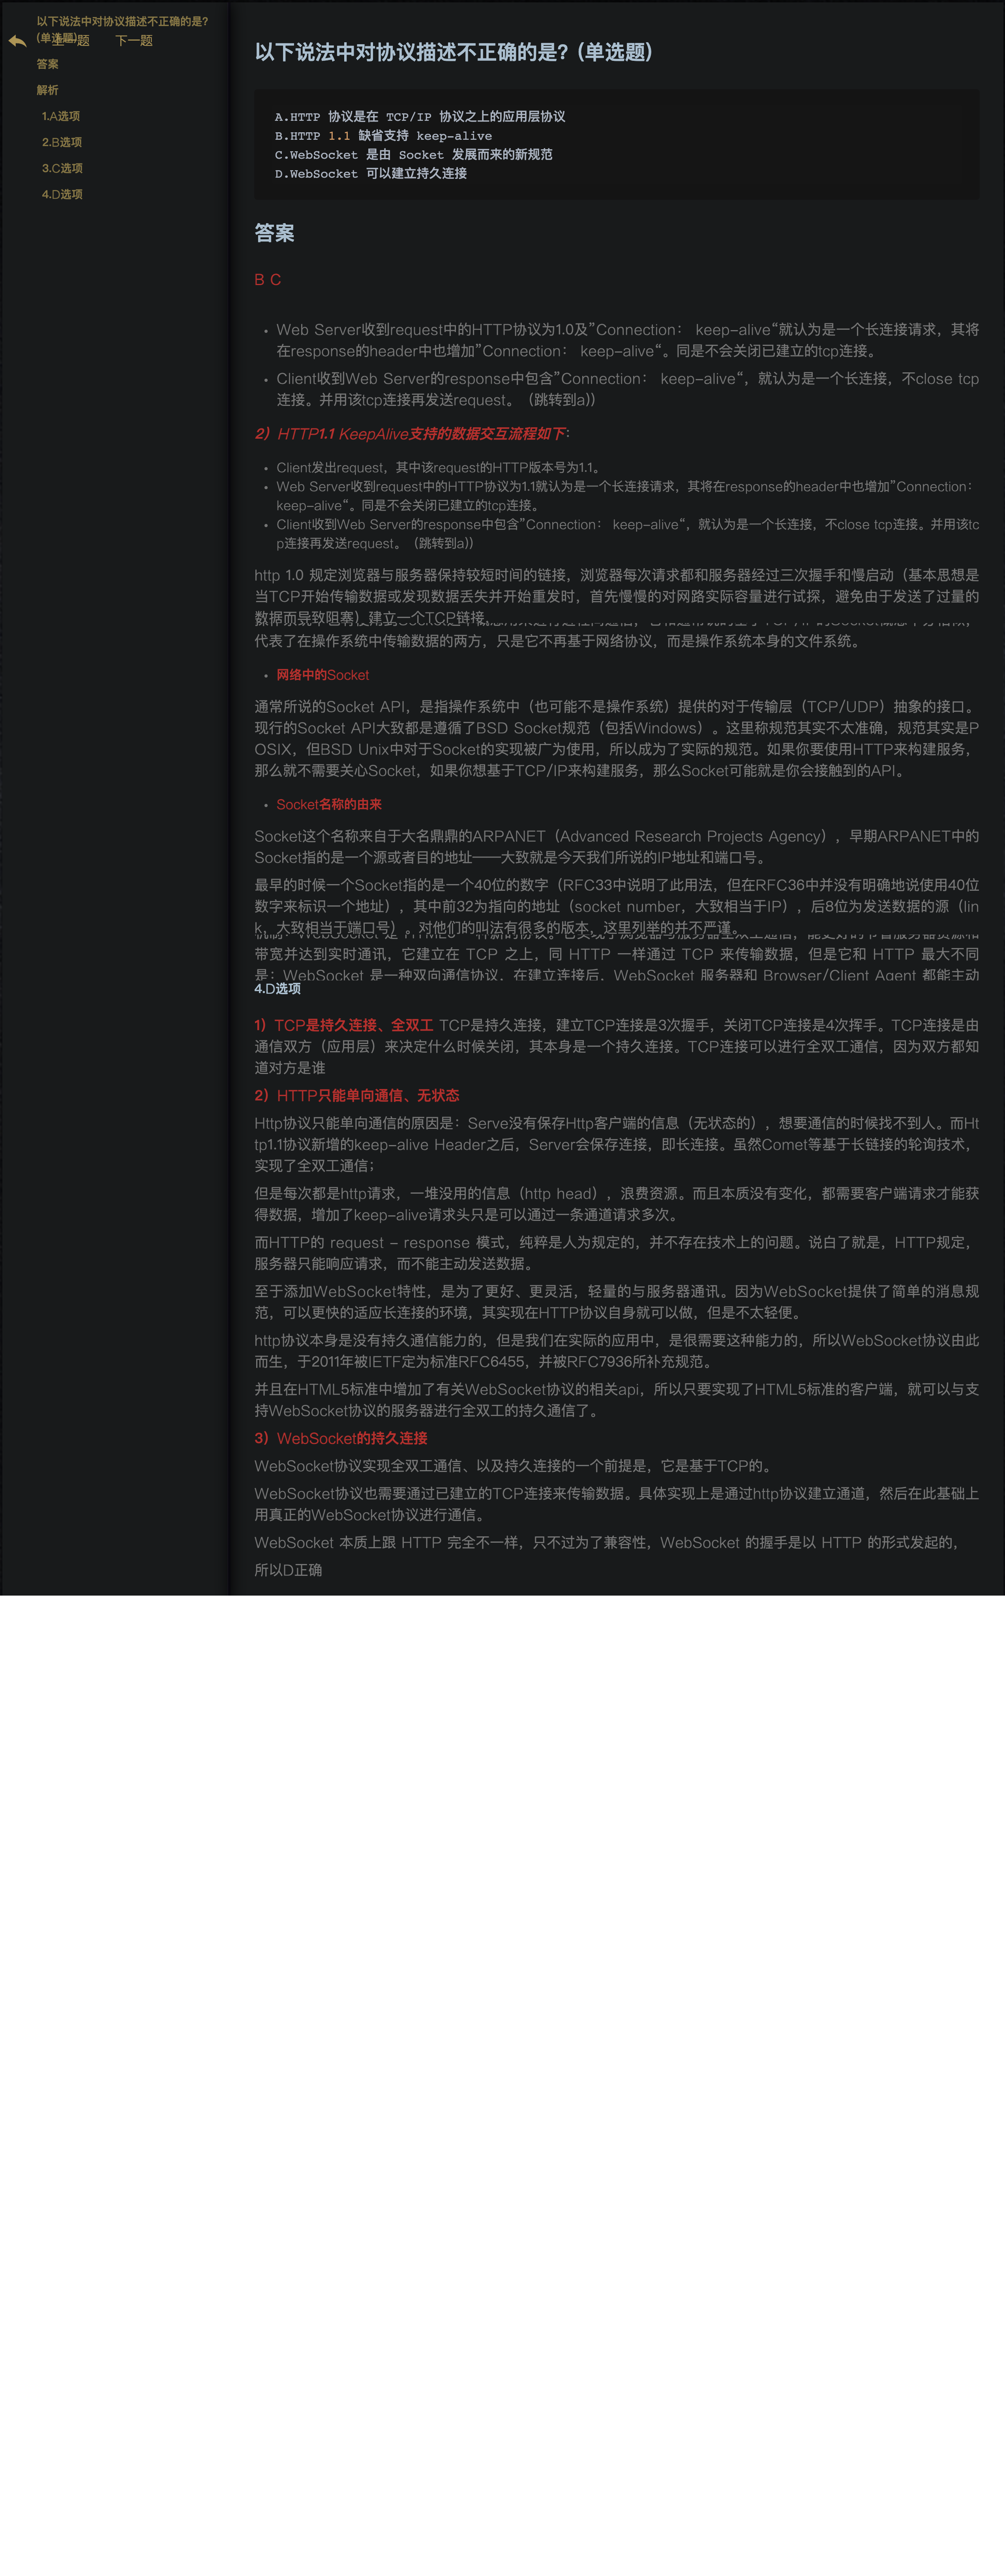 以下说法中对协议描述不正确的是?
(单选题)
上一题 下一题
答案
解析
1.A选项
2.B选项
3.C选项
4.D选项
以下说法中对协议描述不正确的是? (单选题)
A.HTTP 协议是在 TCP/IP 协议之上的应用层协议
B.HTTP 1.1 缺省支持 keep-alive
C.WebSocket 是由 Socket 发展而来的新规范
D.WebSocket 可以建立持久连接
答案
B C
• Web Server收到request中的HTTP协议为1.0及”Connection： keep-alive“就认为是一个长连接请求，其将
在response的header中也增加”Connection： keep-alive“。同是不会关闭已建立的tcp连接。
• Client收到Web Server的response中包含”Connection： keep-alive“，就认为是一个长连接，不close tcp
连接。并用该tcp连接再发送request。（跳转到a)）
2）HTTP1.1 KeepAlive支持的数据交互流程如下：
• Client发出request，其中该request的HTTP版本号为1.1。
• Web Server收到request中的HTTP协议为1.1就认为是一个长连接请求，其将在response的header中也增加”Connection：
keep-alive“。同是不会关闭已建立的tcp连接。
• Client收到Web Server的response中包含”Connection： keep-alive“，就认为是一个长连接，不close tcp连接。并用该tc
p连接再发送request。（跳转到a)）
http 1.0 规定浏览器与服务器保持较短时间的链接，浏览器每次请求都和服务器经过三次握手和慢启动（基本思想是
当TCP开始传输数据或发现数据丢失并开始重发时，首先慢慢的对网路实际容量进行试探，避免由于发送了过量的
数据而导致阻塞）建立一个TCP链接。
代表了在操作系统中传输数据的两方，只是它不再基于网络协议，而是操作系统本身的文件系统。
• 网络中的Socket
通常所说的Socket API，是指操作系统中（也可能不是操作系统）提供的对于传输层（TCP/UDP）抽象的接口。
现行的Socket API大致都是遵循了BSD Socket规范（包括Windows）。这里称规范其实不太准确，规范其实是P
OSIX，但BSD Unix中对于Socket的实现被广为使用，所以成为了实际的规范。如果你要使用HTTP来构建服务，
那么就不需要关心Socket，如果你想基于TCP/IP来构建服务，那么Socket可能就是你会接触到的API。
• Socket名称的由来
Socket这个名称来自于大名鼎鼎的ARPANET（Advanced Research Projects Agency），早期ARPANET中的
Socket指的是一个源或者目的地址——大致就是今天我们所说的IP地址和端口号。
最早的时候一个Socket指的是一个40位的数字（RFC33中说明了此用法，但在RFC36中并没有明确地说使用40位
数字来标识一个地址），其中前32为指向的地址（socket number，大致相当于IP），后8位为发送数据的源（lin
k，大致相当于端口号）。对他们的叫法有很多的版本，这里列举的并不严谨。
带宽并达到实时通讯，它建立在 TCP 之上，同 HTTP 一样通过 TCP 来传输数据，但是它和 HTTP 最大不同
是：WebSocket 是一种双向通信协议，在建立连接后，WebSocket 服务器和 Browser/Client Agent 都能主动
4.D选项
1）TCP是持久连接、全双工 TCP是持久连接，建立TCP连接是3次握手，关闭TCP连接是4次挥手。TCP连接是由
通信双方（应用层）来决定什么时候关闭，其本身是一个持久连接。TCP连接可以进行全双工通信，因为双方都知
道对方是谁
2）HTTP只能单向通信、无状态
Http协议只能单向通信的原因是：Serve没有保存Http客户端的信息（无状态的），想要通信的时候找不到人。而Ht
tp1.1协议新增的keep-alive Header之后，Server会保存连接，即长连接。虽然Comet等基于长链接的轮询技术，
实现了全双工通信；
但是每次都是http请求，一堆没用的信息（http head），浪费资源。而且本质没有变化，都需要客户端请求才能获
得数据，增加了keep-alive请求头只是可以通过一条通道请求多次。
而HTTP的 request - response 模式，纯粹是人为规定的，并不存在技术上的问题。说白了就是，HTTP规定，
服务器只能响应请求，而不能主动发送数据。
至于添加WebSocket特性，是为了更好、更灵活，轻量的与服务器通讯。因为WebSocket提供了简单的消息规
范，可以更快的适应长连接的环境，其实现在HTTP协议自身就可以做，但是不太轻便。
http协议本身是没有持久通信能力的，但是我们在实际的应用中，是很需要这种能力的，所以WebSocket协议由此
而生，于2011年被IETF定为标准RFC6455，并被RFC7936所补充规范。
并且在HTML5标准中增加了有关WebSocket协议的相关api，所以只要实现了HTML5标准的客户端，就可以与支
持WebSocket协议的服务器进行全双工的持久通信了。
3）WebSocket的持久连接
WebSocket协议实现全双工通信、以及持久连接的一个前提是，它是基于TCP的。
WebSocket协议也需要通过已建立的TCP连接来传输数据。具体实现上是通过http协议建立通道，然后在此基础上
用真正的WebSocket协议进行通信。
WebSocket 本质上跟 HTTP 完全不一样，只不过为了兼容性，WebSocket 的握手是以 HTTP 的形式发起的，
所以D正确